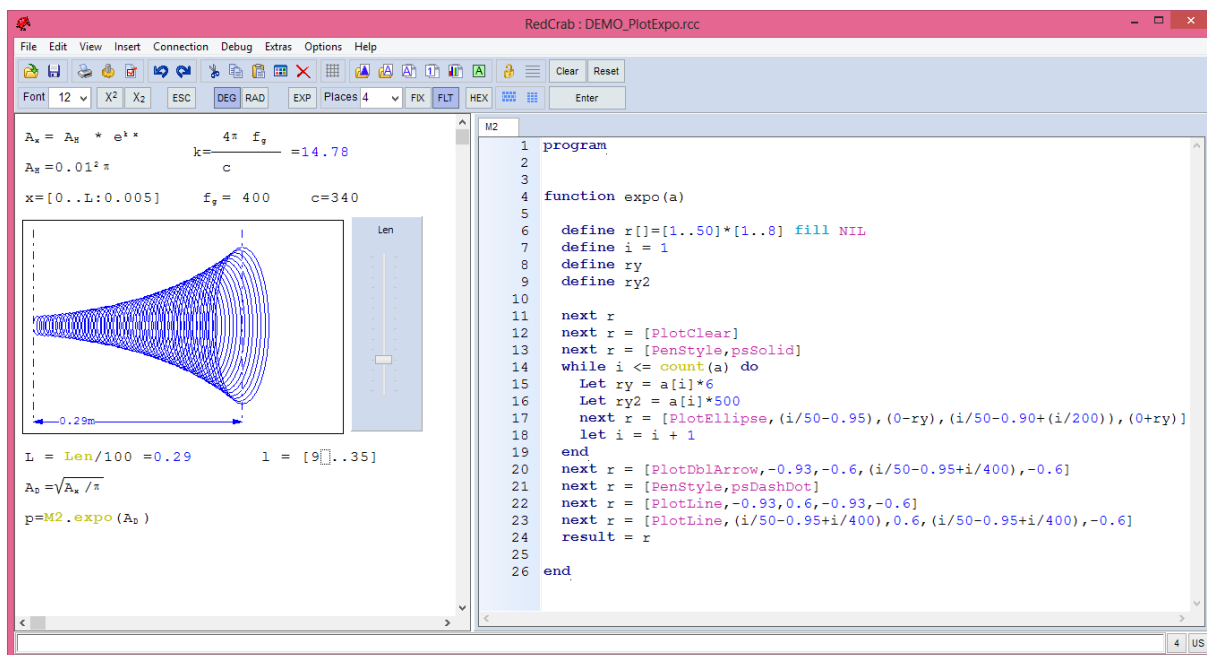 RedCrab : DEMO_PlotExpo.rcc
File Edit View Insert Connection Debug Extras Options Help
Clear Reset
Font 12 X² X₂ ESC DEG RAD EXP Places 4 FIX FLT HEX Enter
Aₓ = A_H * e^k x
k= 4π f_g / c =14.78
A_H =0.01² π
x=[0..L:0.005] f_g = 400 c=340
Len
0.29m
L = Len/100 =0.29 l = [9..35]
A_D =√Aₓ /π
p=M2.expo(A_D )
M2
1 program
2
3
4 function expo(a)
5
6 define r[]=[1..50]*[1..8] fill NIL
7 define i = 1
8 define ry
9 define ry2
10
11 next r
12 next r = [PlotClear]
13 next r = [PenStyle,psSolid]
14 while i <= count(a) do
15 Let ry = a[i]*6
16 Let ry2 = a[i]*500
17 next r = [PlotEllipse,(i/50-0.95),(0-ry),(i/50-0.90+(i/200)),(0+ry)]
18 let i = i + 1
19 end
20 next r = [PlotDblArrow,-0.93,-0.6,(i/50-0.95+i/400),-0.6]
21 next r = [PenStyle,psDashDot]
22 next r = [PlotLine,-0.93,0.6,-0.93,-0.6]
23 next r = [PlotLine,(i/50-0.95+i/400),0.6,(i/50-0.95+i/400),-0.6]
24 result = r
25
26 end
4 US